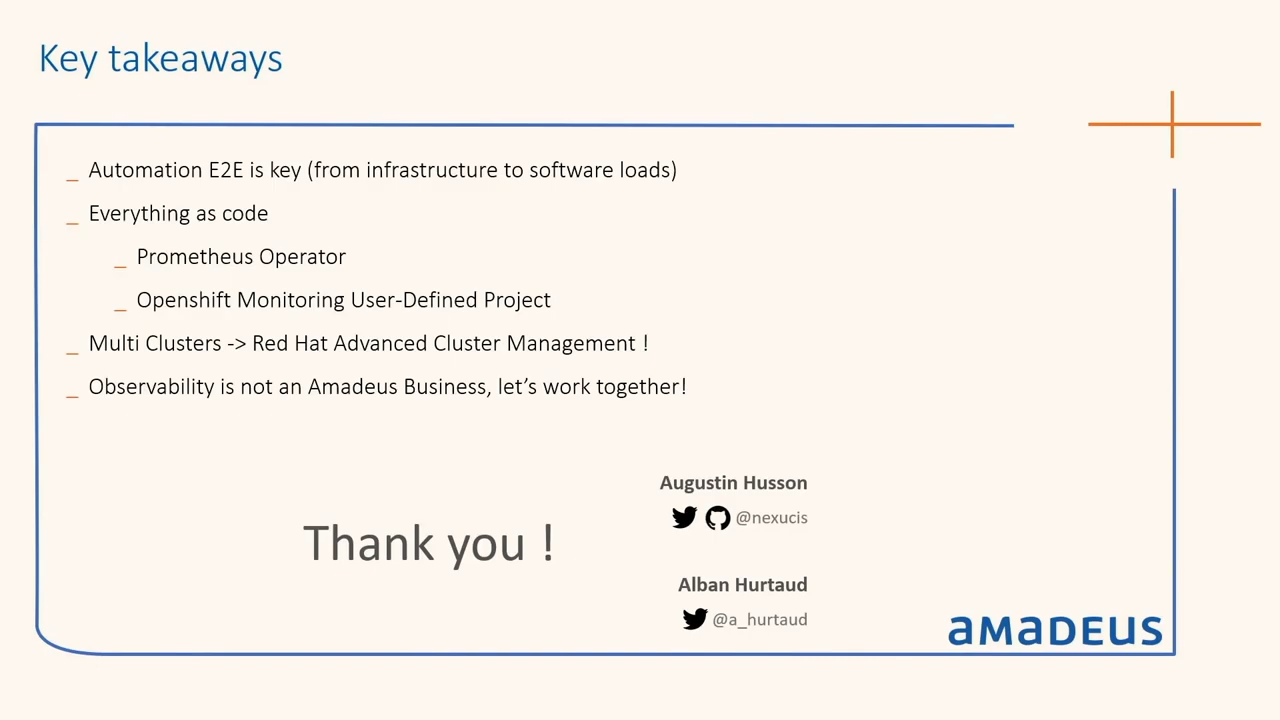 Key takeaways
_ Automation E2E is key (from infrastructure to software loads)
_ Everything as code
_ Prometheus Operator
_ Openshift Monitoring User-Defined Project
_ Multi Clusters -> Red Hat Advanced Cluster Management !
_ Observability is not an Amadeus Business, let’s work together!
Thank you !
Augustin Husson
@nexucis
Alban Hurtaud
@a_hurtaud
aMaDEUS